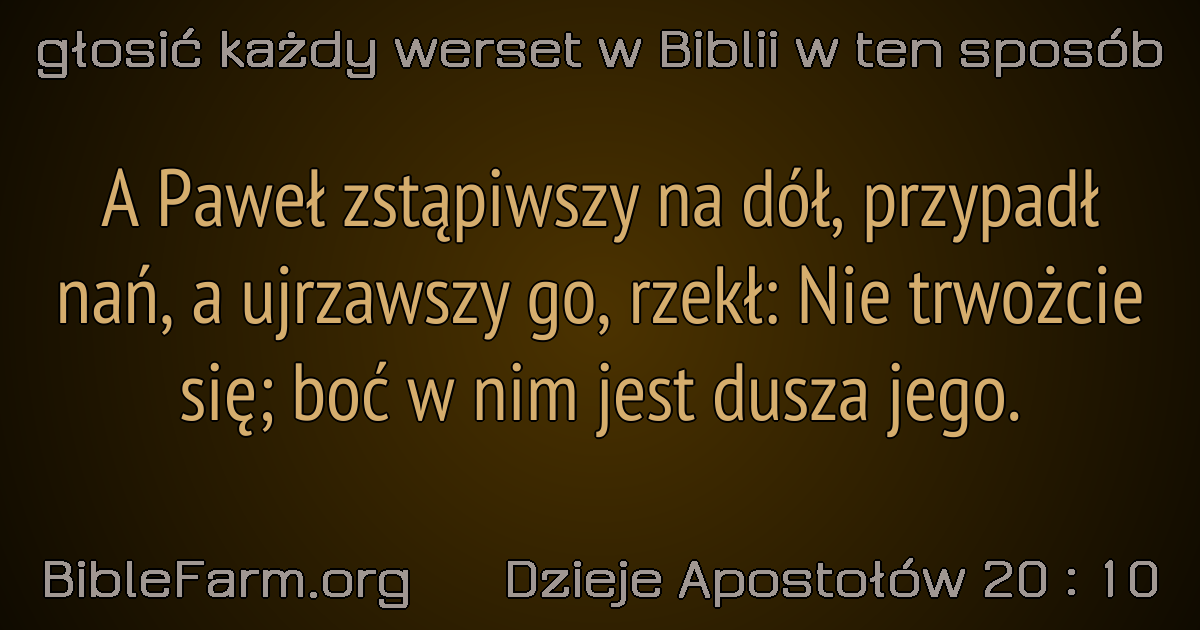 głosić każdy werset w Biblii w ten sposób
A Paweł zstąpiwszy na dół, przypadł
nań, a ujrzawszy go, rzekł: Nie trwożcie
się; boć w nim jest dusza jego.
BibleFarm.org Dzieje Apostołów 20 : 10